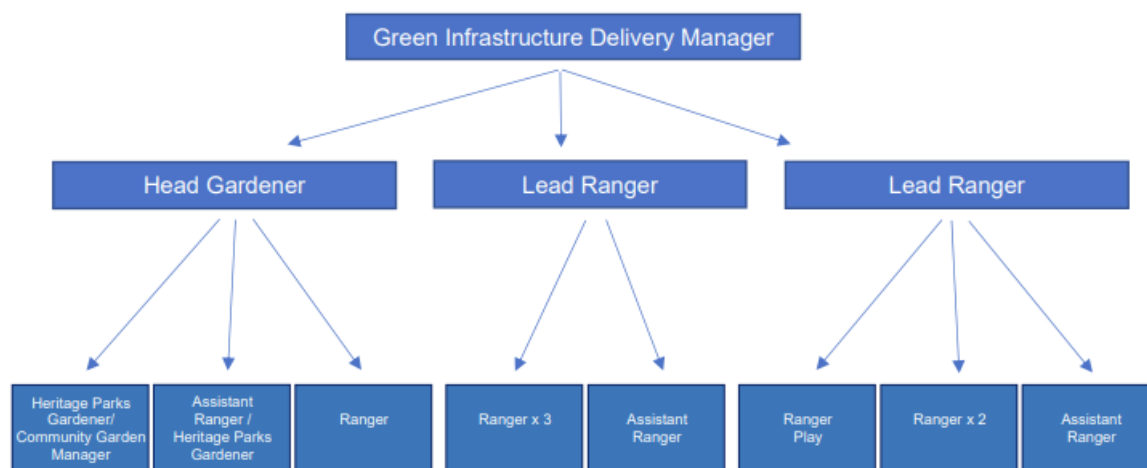 Green Infrastructure Delivery Manager
Head Gardener
Lead Ranger
Lead Ranger
Heritage Parks
Gardener/
Community Garden
Manager
Assistant
Ranger /
Heritage Parks
Gardener
Ranger
Ranger x 3
Assistant
Ranger
Ranger
Play
Ranger x 2
Assistant
Ranger